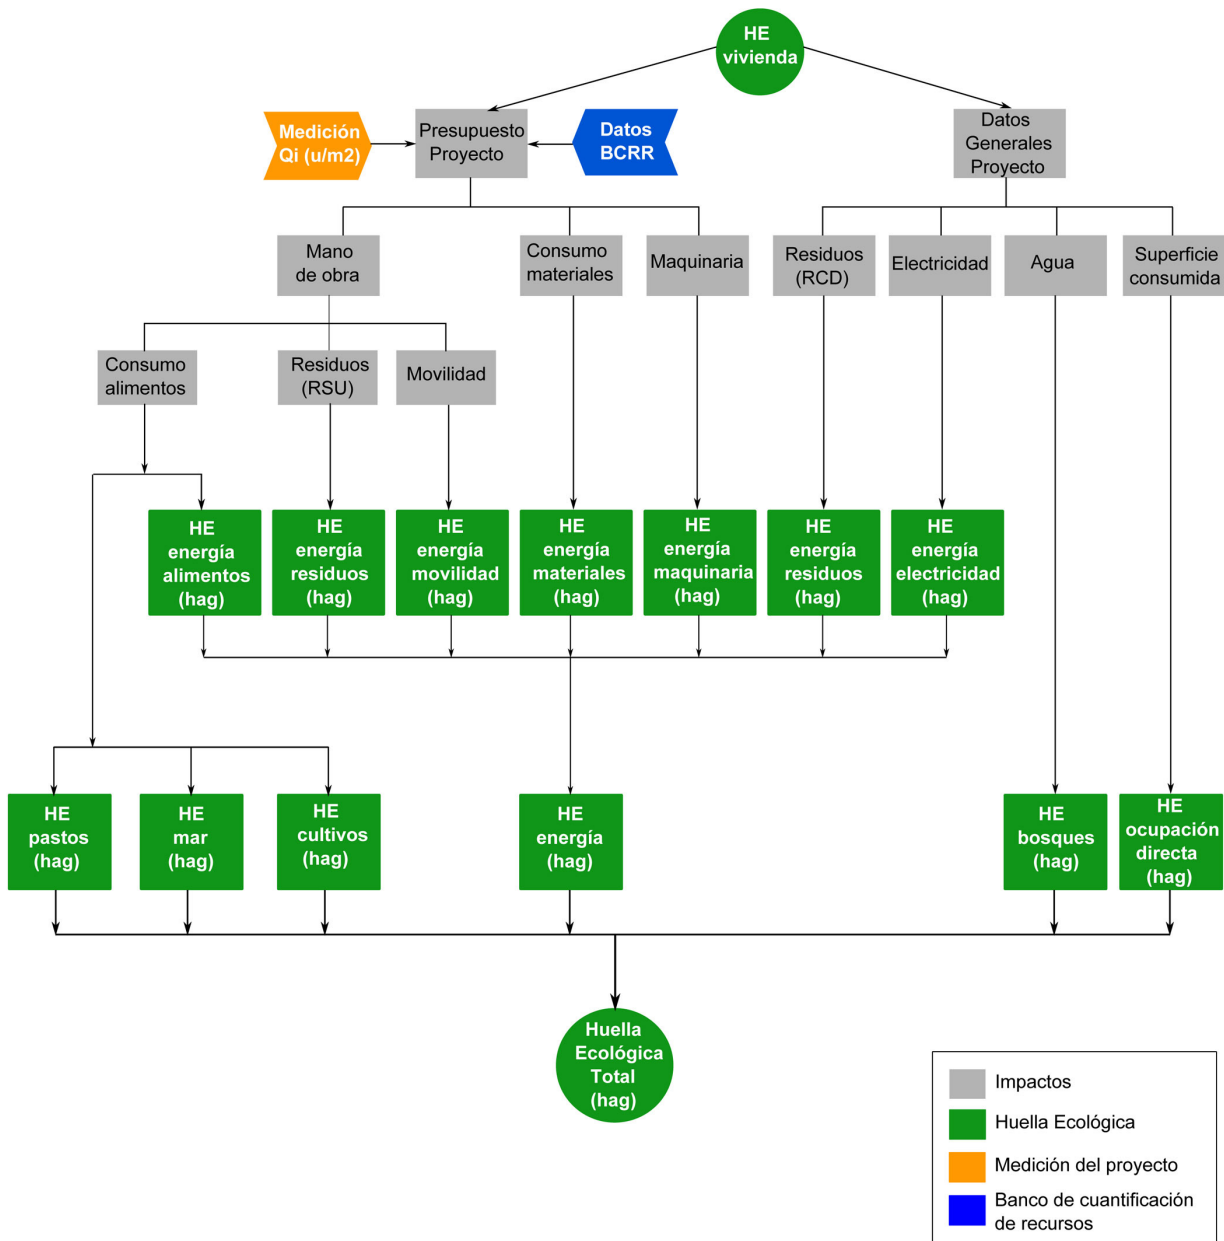 HE
vivienda
Medición
Qi (u/m2)
Presupuesto
Proyecto
Datos
BCRR
Datos
Generales
Proyecto
Mano
de obra
Consumo
materiales
Maquinaria
Residuos
(RCD)
Electricidad
Agua
Superficie
consumida
Consumo
alimentos
Residuos
(RSU)
Movilidad
HE
energía
alimentos
(hag)
HE
energía
residuos
(hag)
HE
energía
movilidad
(hag)
HE
energía
materiales
(hag)
HE
energía
maquinaria
(hag)
HE
energía
residuos
(hag)
HE
energía
electricidad
(hag)
HE
pastos
(hag)
HE
mar
(hag)
HE
cultivos
(hag)
HE
energía
(hag)
HE
bosques
(hag)
HE
ocupación
directa
(hag)
Huella
Ecológica
Total
(hag)
Impactos
Huella Ecológica
Medición del proyecto
Banco de cuantificación
de recursos